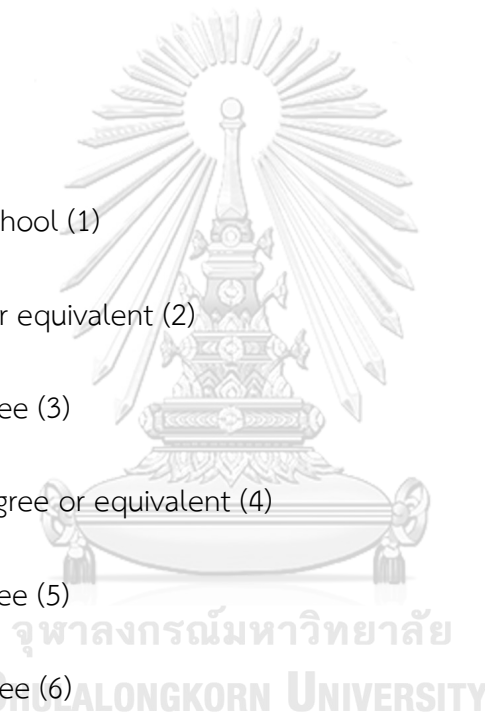 hool (1)
r equivalent (2)
ee (3)
gree or equivalent (4)
ee (5)
จุฬาลงกรณ์มหาวิทยาลัย
ee (6)
HULALONGKORN UNIVERSITY